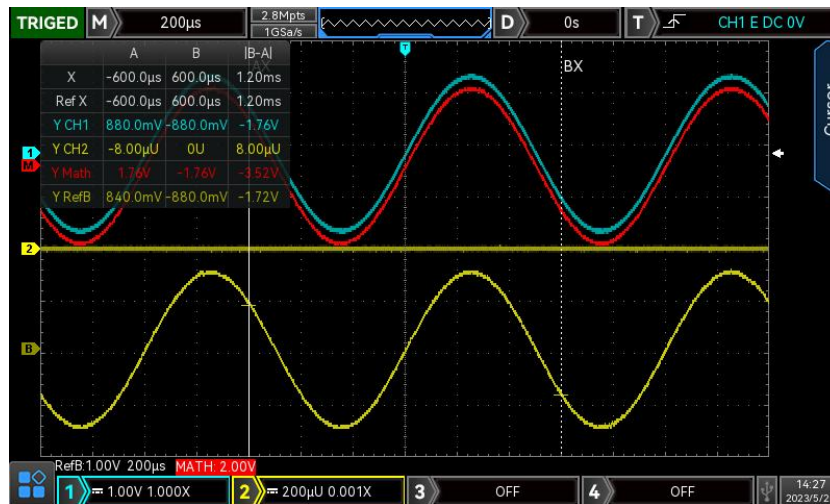 TRIGED M 200µs 2.8Mpts 1GSa/s D 0s T CH1 E DC 0V
A B |B-A|
X -600.0µs 600.0µs 1.20ms
Ref X -600.0µs 600.0µs 1.20ms
Y CH1 880.0mV -880.0mV -1.76V
Y CH2 -8.00µU 0U 8.00µU
Y Math 1.76V -1.76V -3.52V
Y RefB 840.0mV -880.0mV -1.72V
T
AX
BX
Cursor
1
M
2
B
RefB:1.00V 200µs MATH: 2.00V
1 1.00V 1.000X 2 200µU 0.001X 3 OFF 4 OFF 14:27
2023/5/2